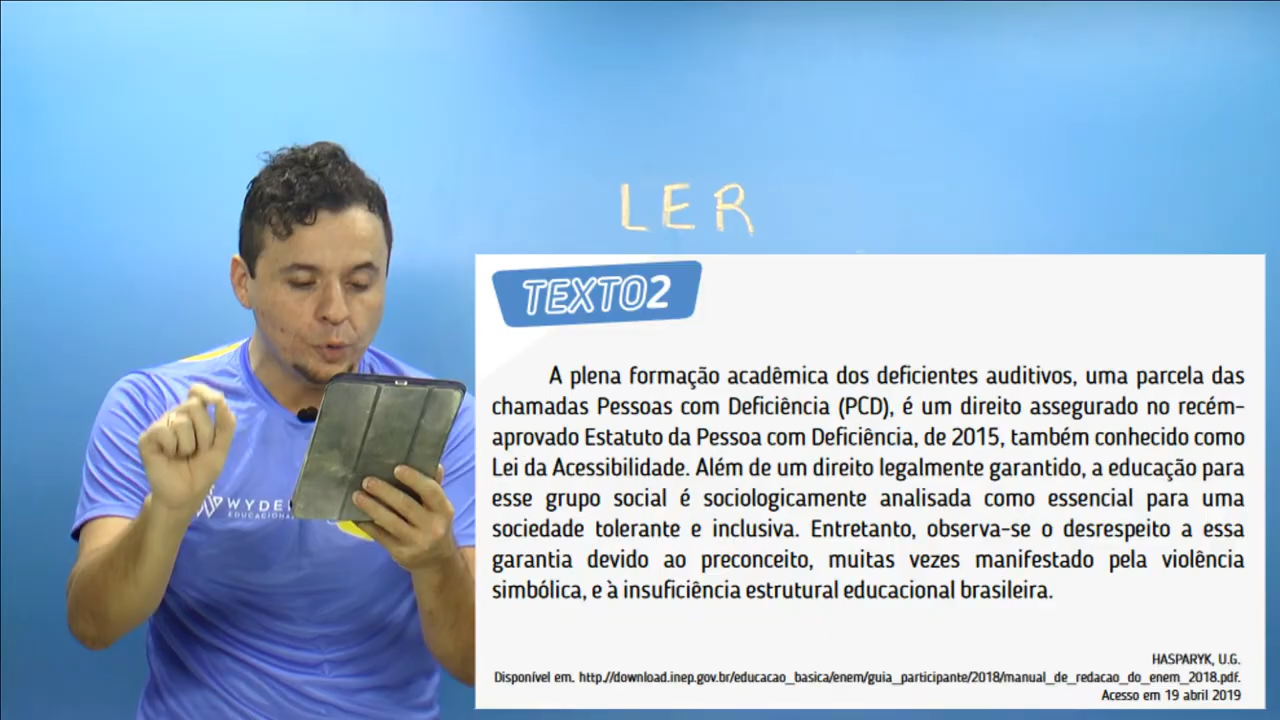 LER
TEXTO2
A plena formação acadêmica dos deficientes auditivos, uma parcela das
chamadas Pessoas com Deficiência (PCD), é um direito assegurado no recém-
aprovado Estatuto da Pessoa com Deficiência, de 2015, também conhecido como
Lei da Acessibilidade. Além de um direito legalmente garantido, a educação para
esse grupo social é sociologicamente analisada como essencial para uma
sociedade tolerante e inclusiva. Entretanto, observa-se o desrespeito a essa
garantia devido ao preconceito, muitas vezes manifestado pela violência
simbólica, e à insuficiência estrutural educacional brasileira.
HASPARYK, U.G.
Disponível em. http://download.inep.gov.br/educacao_basica/enem/guia_participante/2018/manual_de_redacao_do_enem_2018.pdf.
Acesso em 19 abril 2019
WYDE
EDUCACIONA